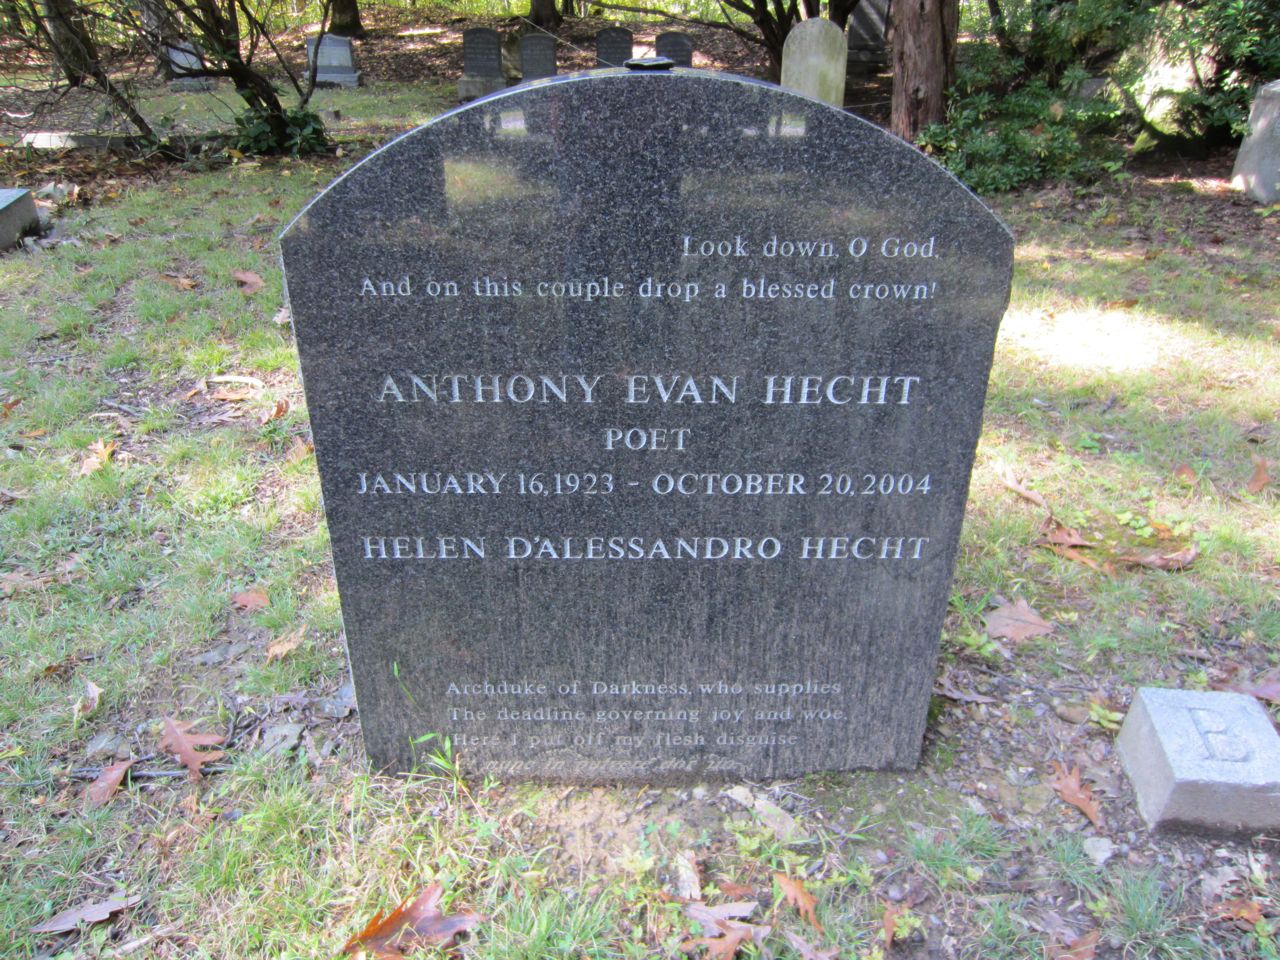 Look down, O God,
And on this couple drop a blessed crown!
ANTHONY EVAN HECHT
POET
JANUARY 16, 1923 - OCTOBER 20, 2004
HELEN D'ALESSANDRO HECHT
Archduke of Darkness, who supplies
The deadline governing joy and woe,
Here I put off my flesh disguise
B